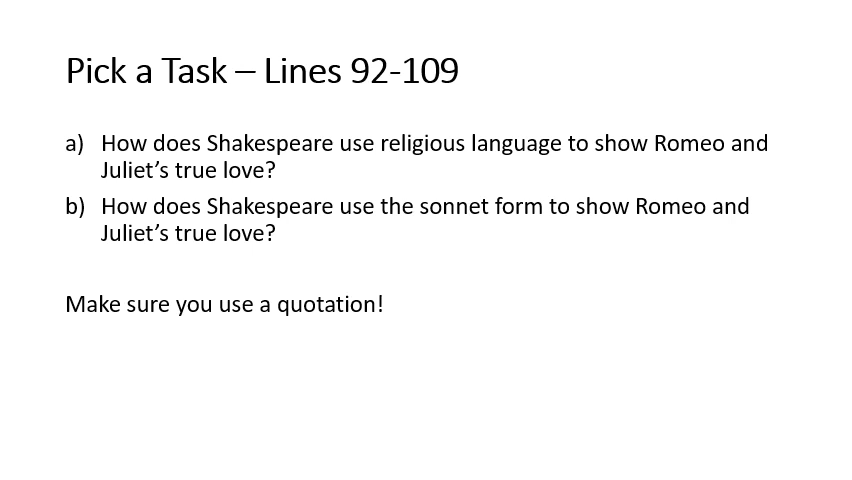 Pick a Task – Lines 92-109
a) How does Shakespeare use religious language to show Romeo and
Juliet’s true love?
b) How does Shakespeare use the sonnet form to show Romeo and
Juliet’s true love?
Make sure you use a quotation!